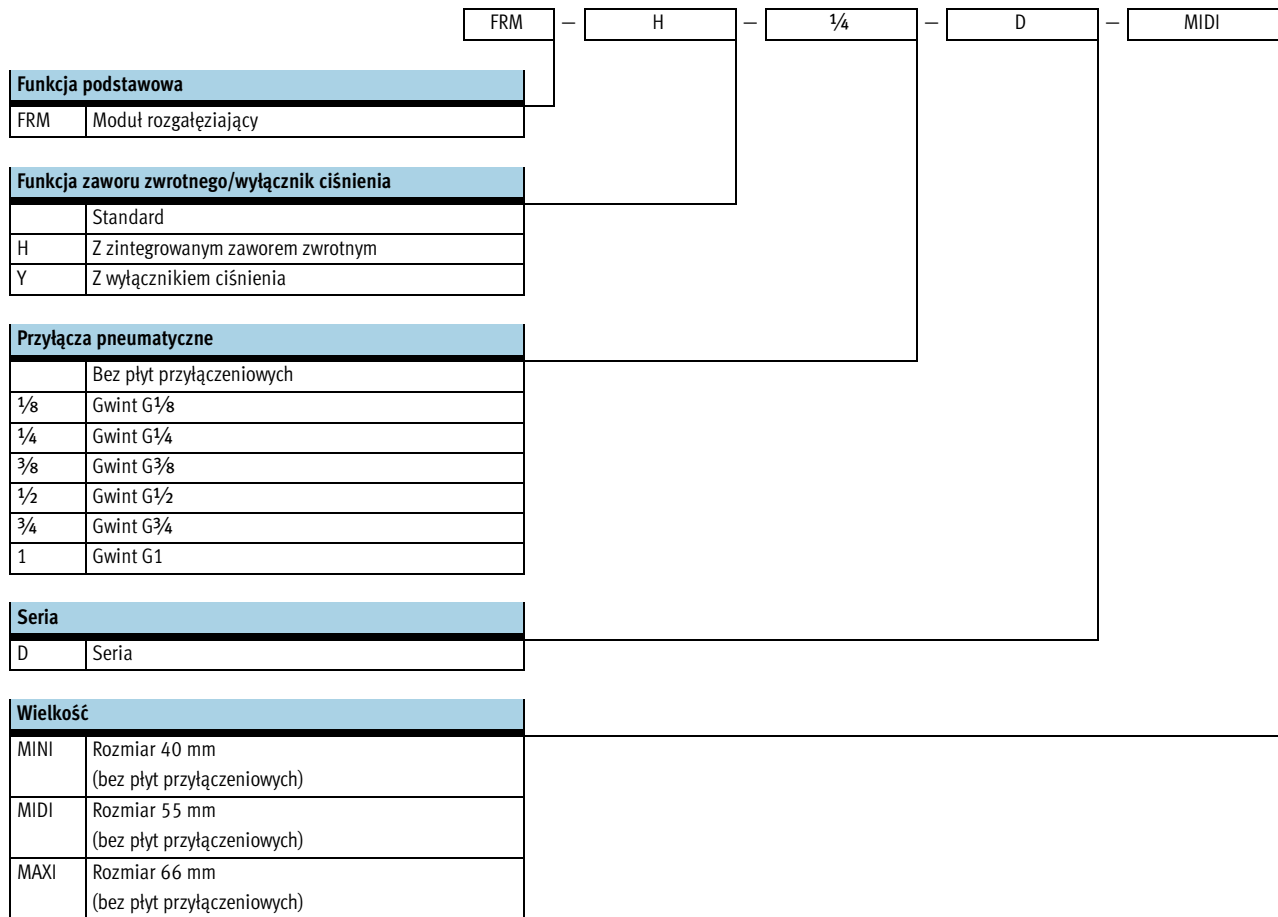 FRM – H – ¼ – D – MIDI
Funkcja podstawowa
FRM Moduł rozgałęziający
Funkcja zaworu zwrotnego/wyłącznik ciśnienia
Standard
H Z zintegrowanym zaworem zwrotnym
Y Z wyłącznikiem ciśnienia
Przyłącza pneumatyczne
Bez płyt przyłączeniowych
⅛ Gwint G⅛
¼ Gwint G¼
⅜ Gwint G⅜
½ Gwint G½
¾ Gwint G¾
1 Gwint G1
Seria
D Seria
Wielkość
MINI Rozmiar 40 mm
(bez płyt przyłączeniowych)
MIDI Rozmiar 55 mm
(bez płyt przyłączeniowych)
MAXI Rozmiar 66 mm
(bez płyt przyłączeniowych)